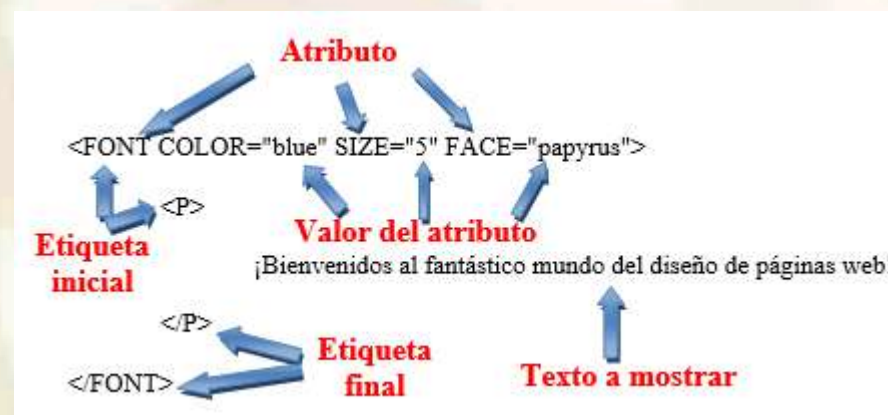 Atributo
<FONT COLOR="blue" SIZE="5" FACE="papyrus">
<P>
Etiqueta
inicial
Valor del atributo
¡Bienvenidos al fantástico mundo del diseño de páginas web!
</P>
Etiqueta
final
</FONT>
Texto a mostrar